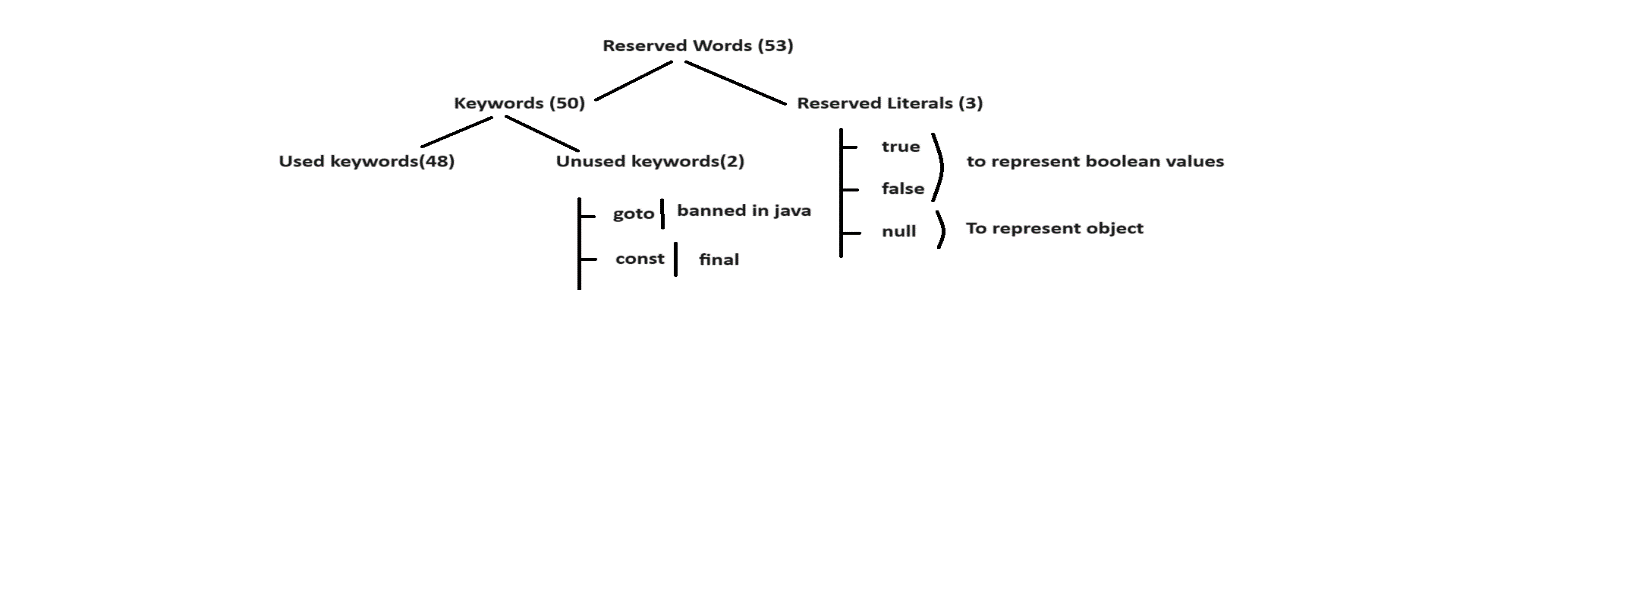 Reserved Words (53)
Keywords (50)
Reserved Literals (3)
Used keywords(48)
Unused keywords(2)
goto
banned in java
const
final
true
false
to represent boolean values
null
To represent object